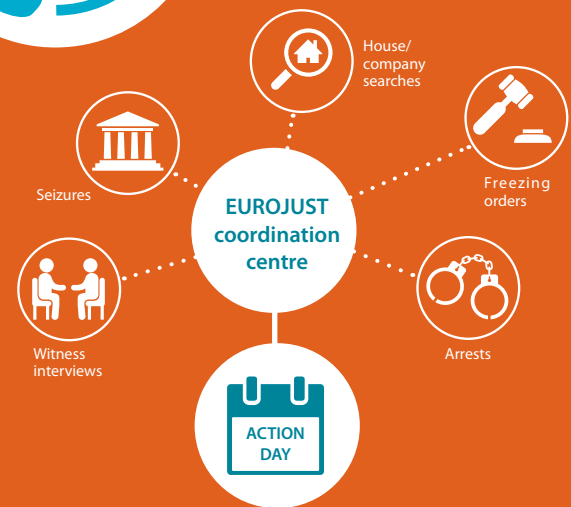 House/
company
searches
Seizures
Freezing
orders
EUROJUST
coordination
centre
Witness
interviews
Arrests
ACTION
DAY